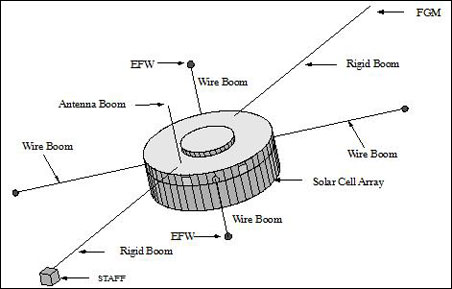 FGM
EFW
Rigid Boom
Wire Boom
Antenna Boom
Wire Boom
Wire Boom
Solar Cell Array
Wire Boom
EFW
Rigid Boom
STAFF